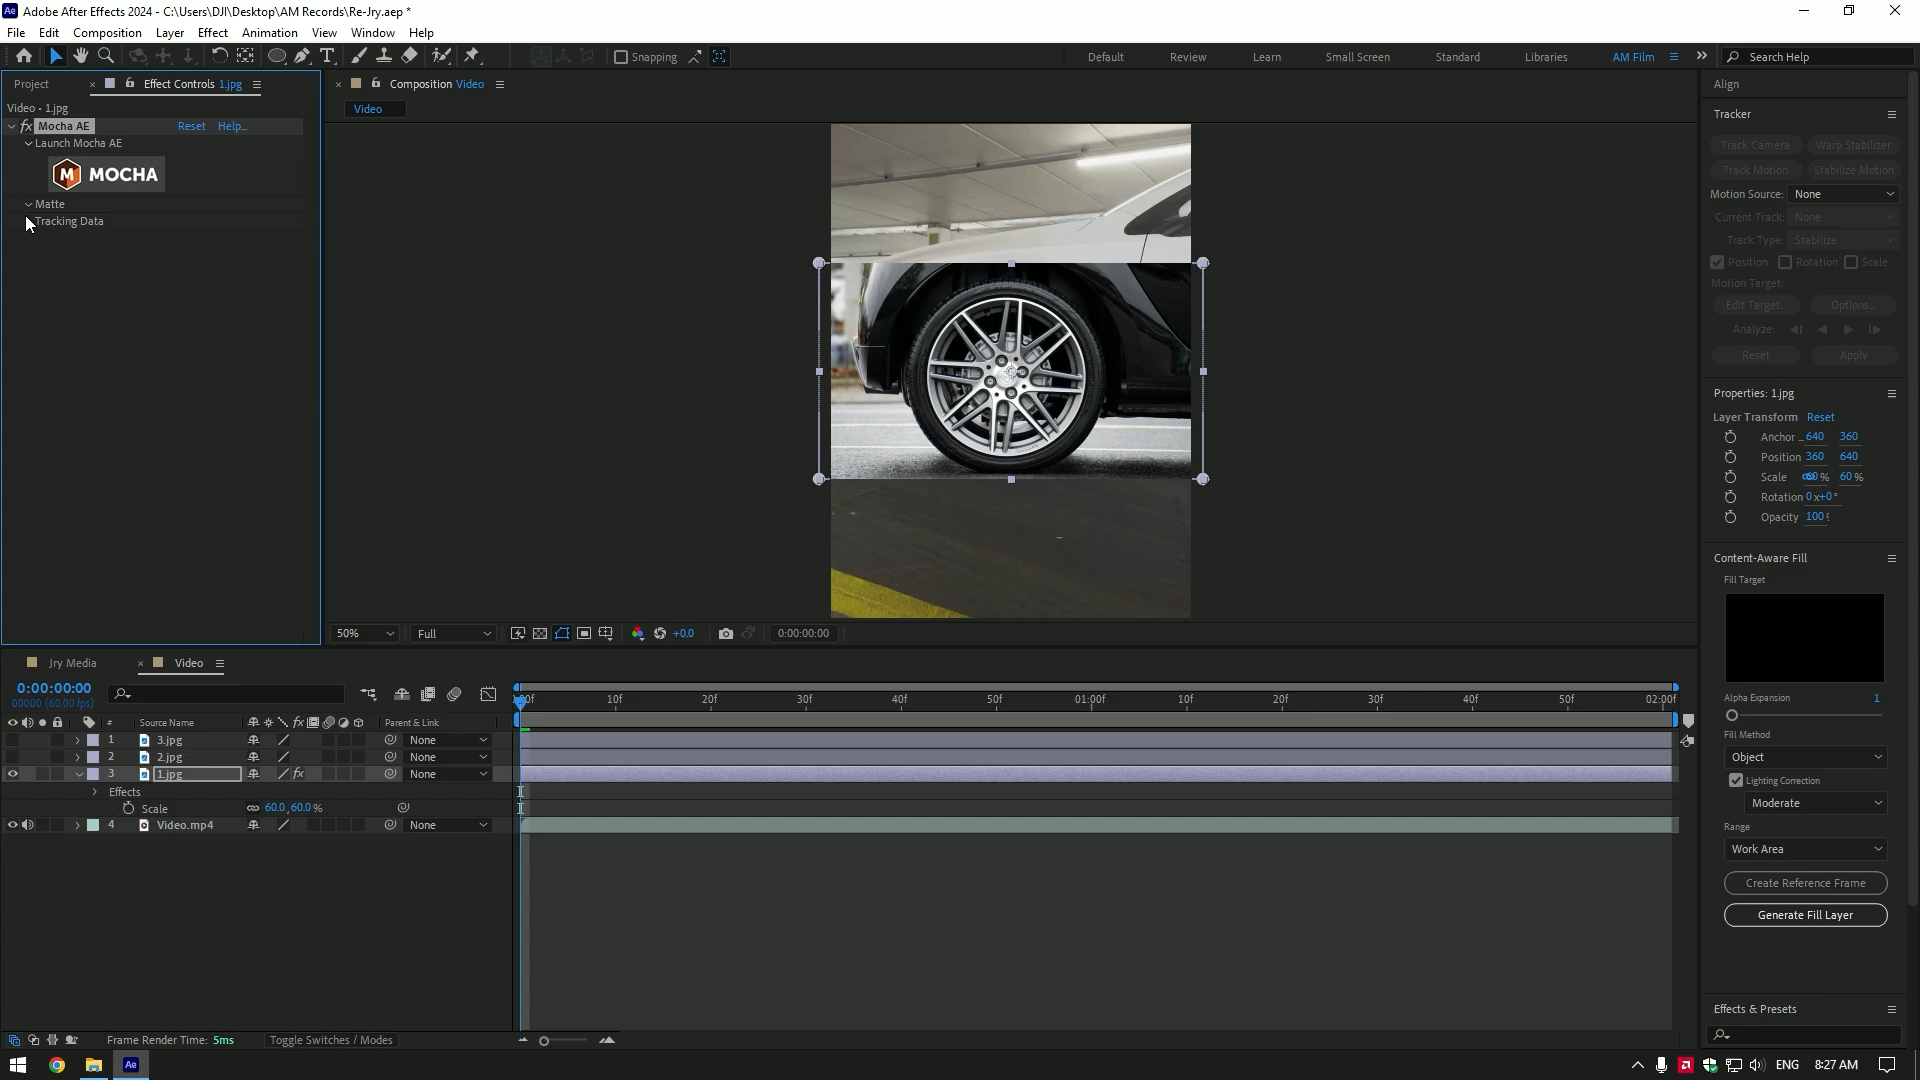 Adobe After Effects 2024 - C:\Users\DJI\Desktop\AM Records\Re-Jry.aep *
File Edit Composition Layer Effect Animation View Window Help
Snapping
Default Review Learn Small Screen Standard Libraries AM Film
Search Help
Project Effect Controls 1.jpg
Composition Video
Align
Video • 1.jpg
Video
fx Mocha AE Reset Help...
Launch Mocha AE
MOCHA
Matte
Tracking Data
Tracker
Track Camera Warp Stabilizer
Track Motion Stabilize Motion
Motion Source: None
Current Track: None
Track Type: Stabilize
Position Rotation Scale
Motion Target:
Edit Target... Options...
Analyze:
Reset Apply
Properties: 1.jpg
Layer Transform Reset
Anchor ... 640 360
Position 360 640
Scale 60 % 60 %
Rotation 0 x+0 °
Opacity 100
Content-Aware Fill
Fill Target
Alpha Expansion 1
Fill Method
Object
Lighting Correction
Moderate
Range
Work Area
Create Reference Frame
Generate Fill Layer
Effects & Presets
50% Full +0.0 0:00:00:00
Jry Media Video
0:00:00:00
00000 (60.00 fps)
:00f 10f 20f 30f 40f 50f 01:00f 10f 20f 30f 40f 50f 02:00f
# Source Name fx Parent & Link
1 3.jpg None
2 2.jpg None
3 1.jpg fx None
Effects
Scale 60.0, 60.0 %
4 Video.mp4 None
Frame Render Time: 5ms Toggle Switches / Modes
Ae ENG 8:27 AM